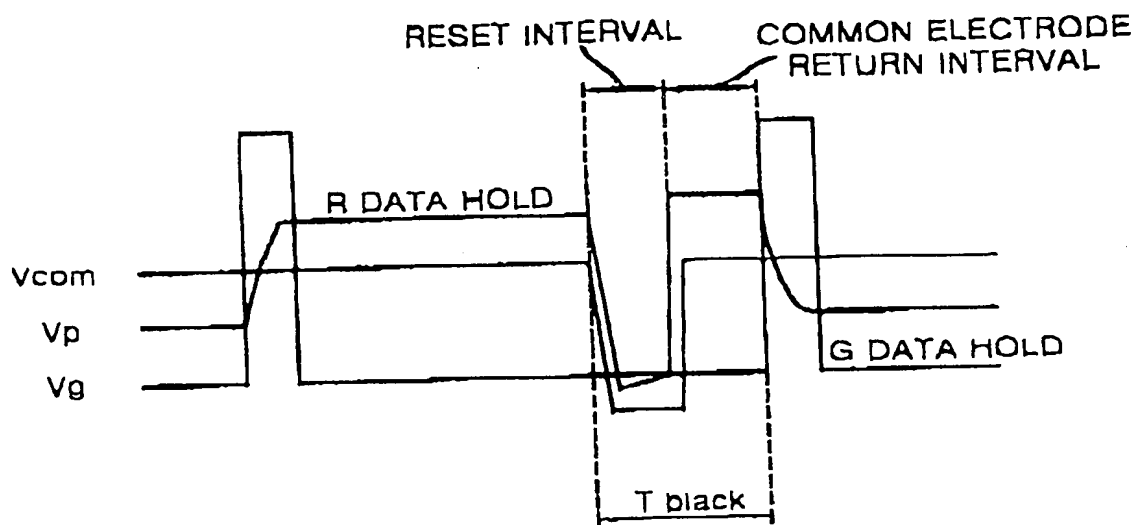 RESET INTERVAL
COMMON ELECTRODE
RETURN INTERVAL
R DATA HOLD
Vcom
Vp
Vg
G DATA HOLD
T black